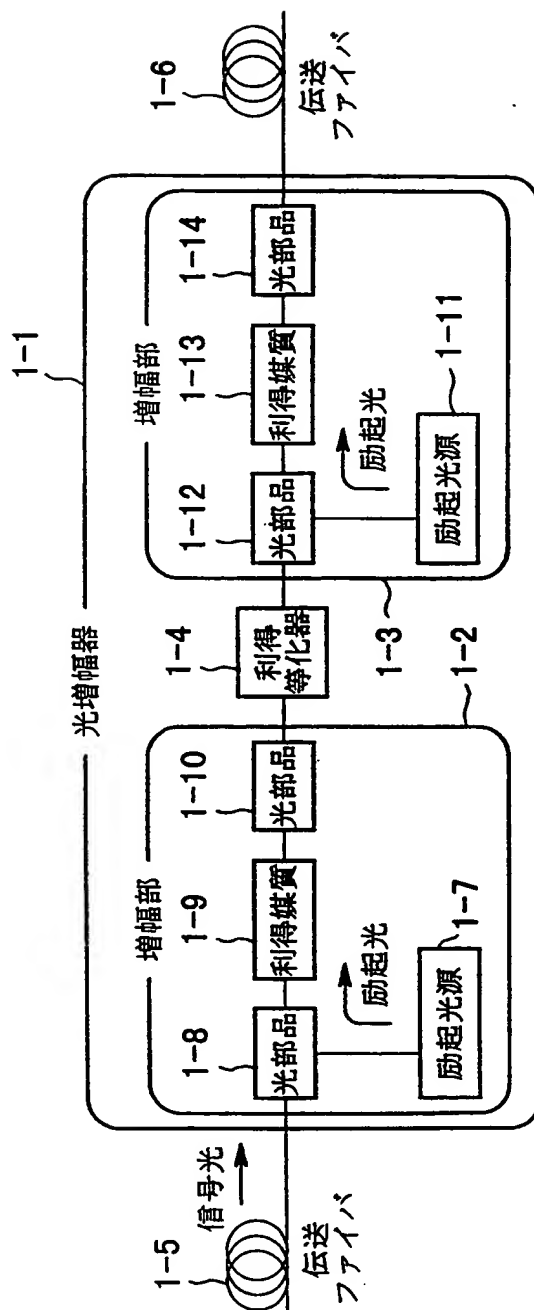 1-1
光増幅器
1-5
伝送
ファイバ
信号光
1-2
増幅部
1-8
光部品
1-9
利得媒質
1-10
光部品
励起光
1-7
励起光源
1-4
利得
等化器
1-3
増幅部
1-12
光部品
1-13
利得媒質
1-14
光部品
励起光
1-11
励起光源
1-6
伝送
ファイバ